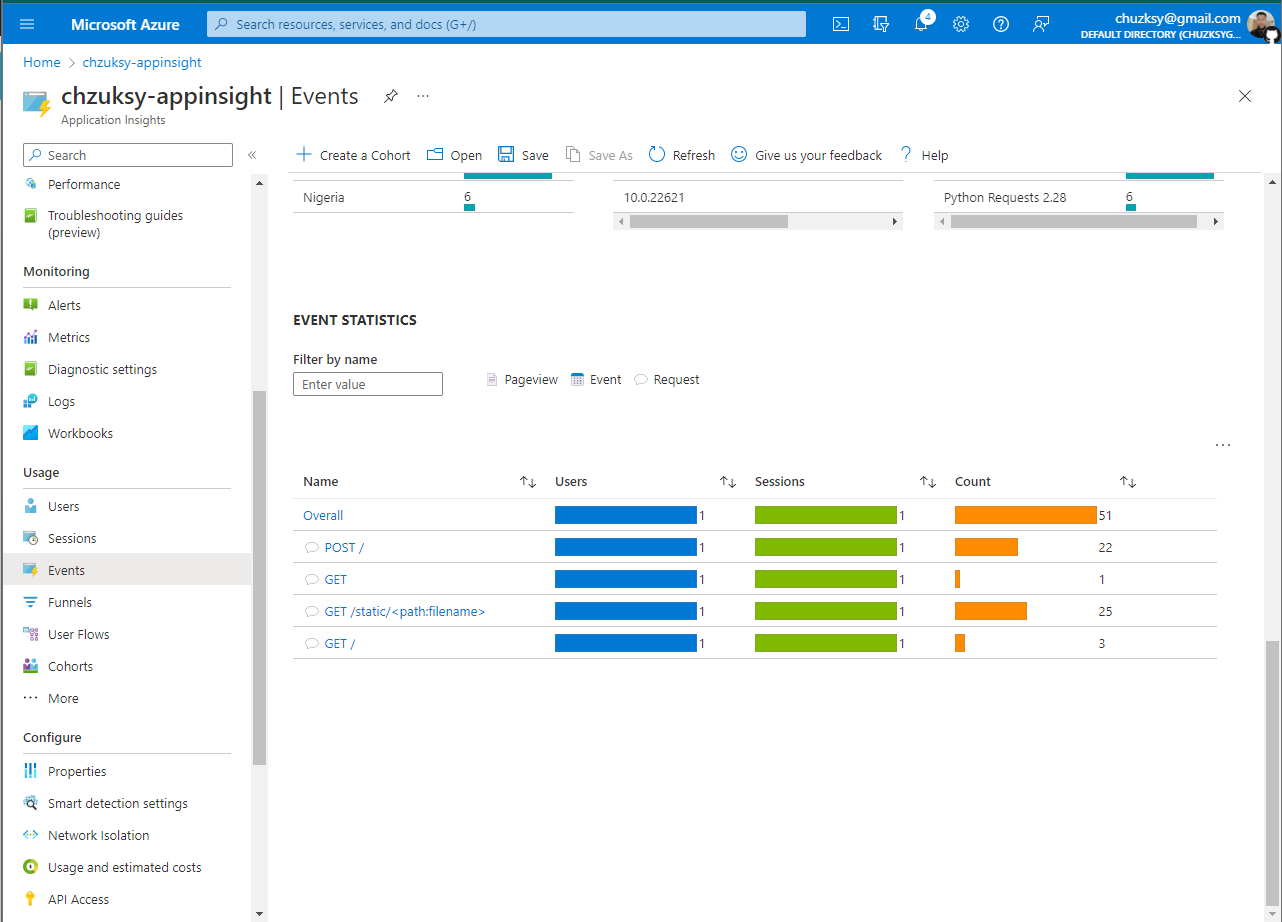 Microsoft Azure
Search resources, services, and docs (G+/)
4
chuzksy@gmail.com
DEFAULT DIRECTORY (CHUZKSYG...
Home > chzuksy-appinsight
chzuksy-appinsight | Events
...
Application Insights
Search
«
Create a Cohort
Open
Save
Save As
Refresh
Give us your feedback
? Help
Performance
Troubleshooting guides
(preview)
Monitoring
Alerts
Metrics
Diagnostic settings
Logs
Workbooks
Usage
Users
Sessions
Events
Funnels
User Flows
Cohorts
... More
Configure
Properties
Smart detection settings
Network Isolation
Usage and estimated costs
API Access
Nigeria 6
10.0.22621
Python Requests 2.28 6
EVENT STATISTICS
Filter by name
Enter value
Pageview Event Request
...
Name Users Sessions Count
Overall 1 1 51
POST / 1 1 22
GET 1 1 1
GET /static/<path:filename> 1 1 25
GET / 1 1 3